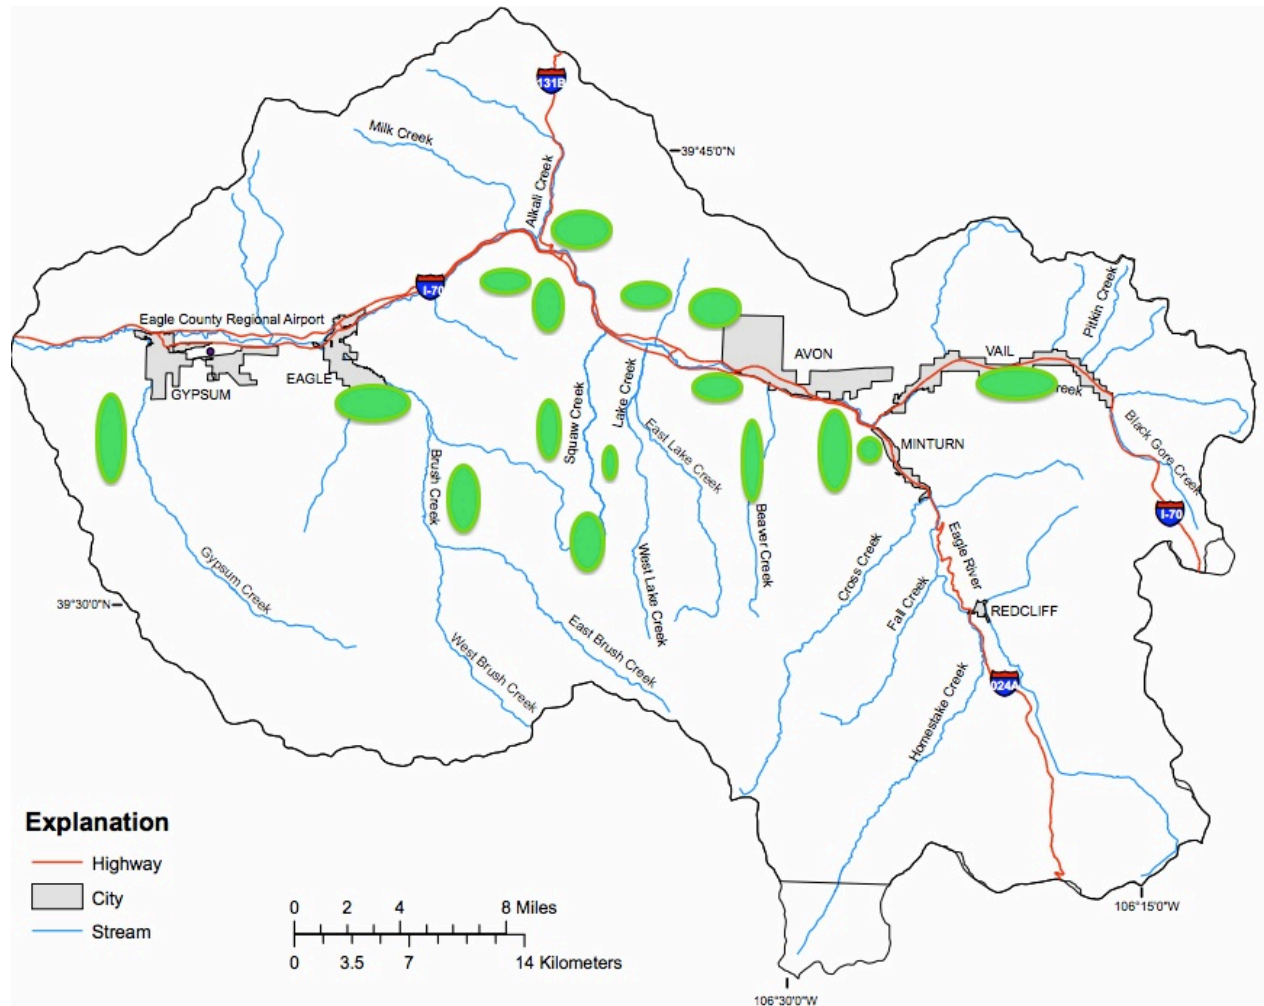 131B
Milk Creek
39°45'0"N
Alkali Creek
I-70
Pitkin Creek
Eagle County Regional Airport
VAIL
AVON
EAGLE
GYPSUM
reek
Squaw Creek
Lake Creek
East Lake Creek
Black Gore Creek
MINTURN
Brush Creek
Beaver Creek
I-70
Eagle River
Cross Creek
Gypsum Creek
West Lake Creek
Fall Creek
39°30'0"N
REDCLIFF
East Brush Creek
West Brush Creek
024A
Homestake Creek
Explanation
Highway
City
Stream
0 2 4 8 Miles
0 3.5 7 14 Kilometers
106°15'0"W
106°30'0"W